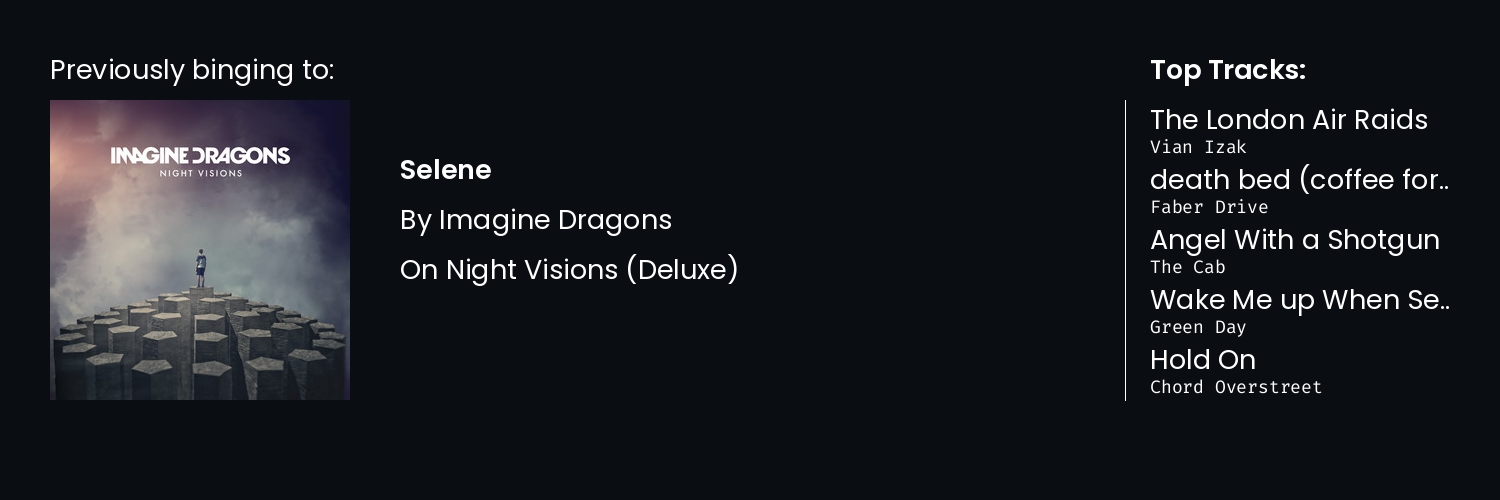 Previously binging to:
IMAGINE DRAGONS
NIGHT VISIONS
Selene
By Imagine Dragons
On Night Visions (Deluxe)
Top Tracks:
The London Air Raids
Vian Izak
death bed (coffee for..
Faber Drive
Angel With a Shotgun
The Cab
Wake Me up When Se..
Green Day
Hold On
Chord Overstreet